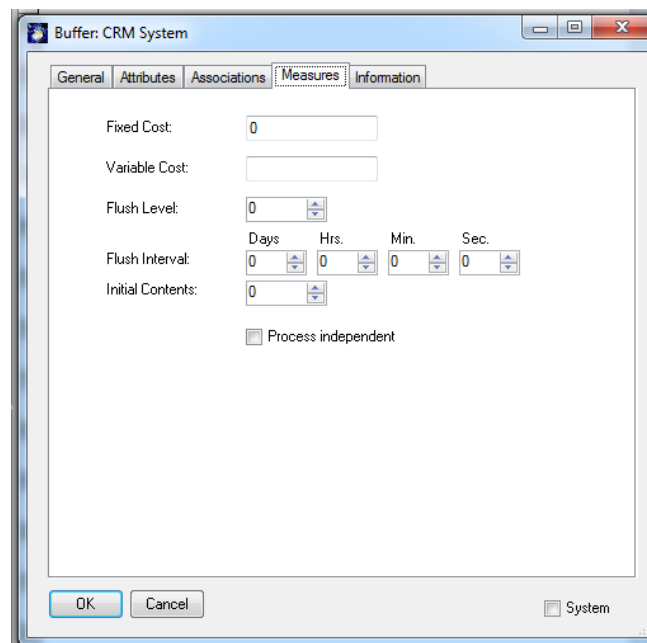 Buffer: CRM System
General Attributes Associations Measures Information
Fixed Cost: 0
Variable Cost:
Flush Level: 0
Days Hrs. Min. Sec.
Flush Interval: 0 0 0 0
Initial Contents: 0
Process independent
OK Cancel System